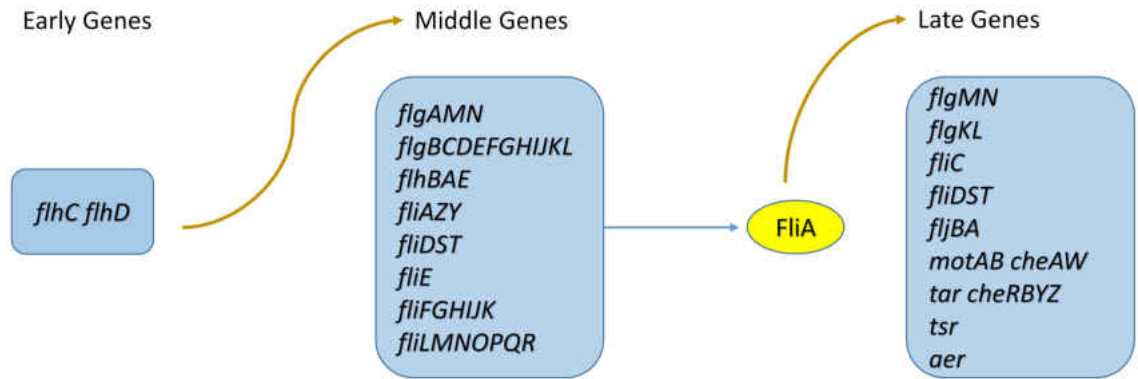 Early Genes
Middle Genes
Late Genes
flhC flhD
flgAMN
flgBCDEFGHIJKL
flhBAE
fliAZY
fliDST
fliE
fliFGHIJK
fliLMNOPQR
FliA
flgMN
flgKL
fliC
fliDST
fljBA
motAB cheAW
tar cheRBYZ
tsr
aer